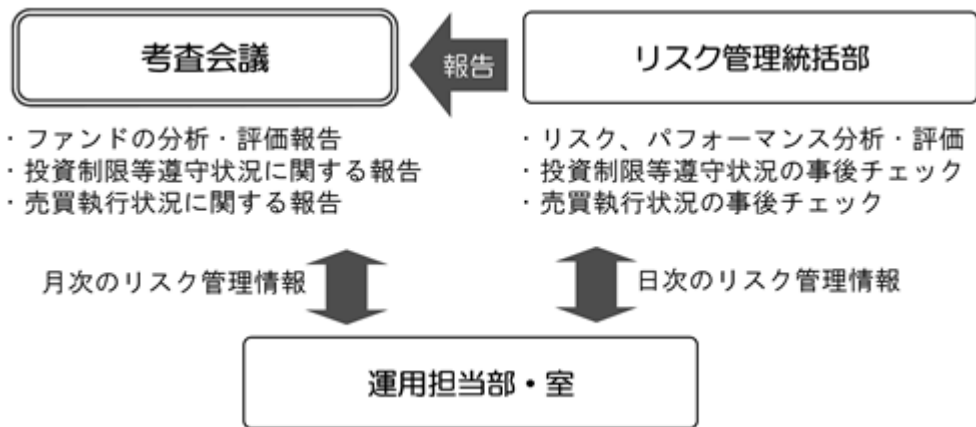 考査会議
報告
リスク管理統括部
・ファンドの分析・評価報告
・投資制限等遵守状況に関する報告
・売買執行状況に関する報告
・リスク、パフォーマンス分析・評価
・投資制限等遵守状況の事後チェック
・売買執行状況の事後チェック
月次のリスク管理情報
日次のリスク管理情報
運用担当部・室